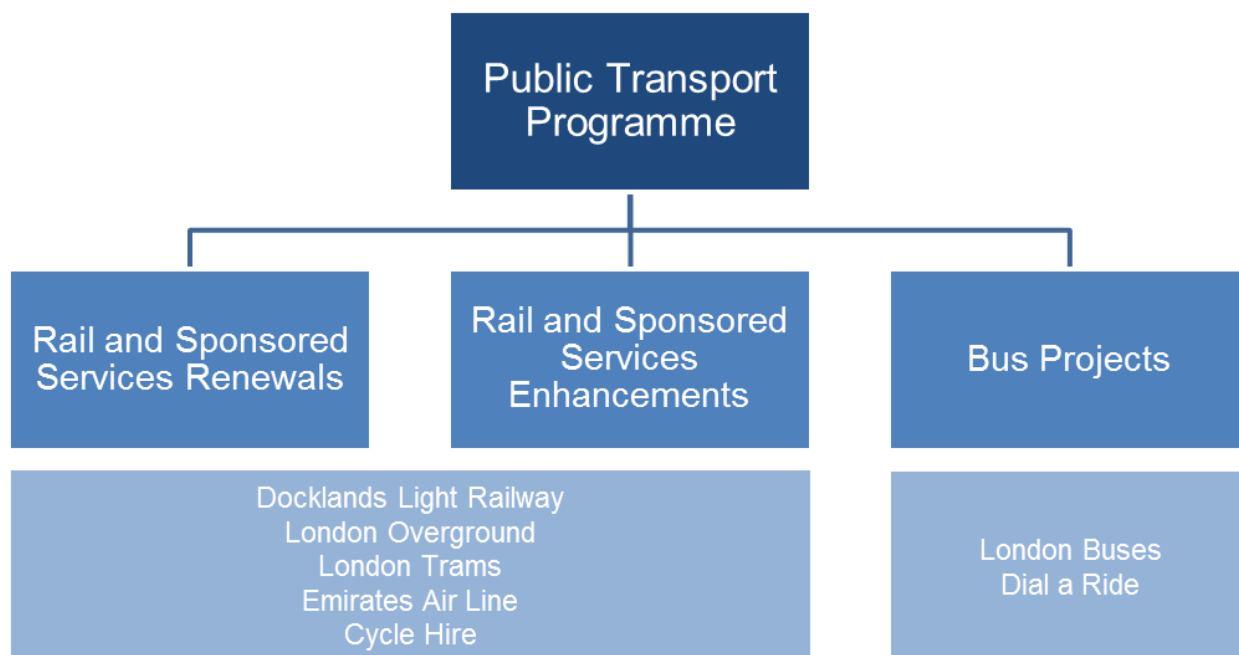 Public Transport
Programme
Rail and Sponsored
Services Renewals
Rail and Sponsored
Services
Enhancements
Bus Projects
Docklands Light Railway
London Overground
London Trams
Emirates Air Line
Cycle Hire
London Buses
Dial a Ride